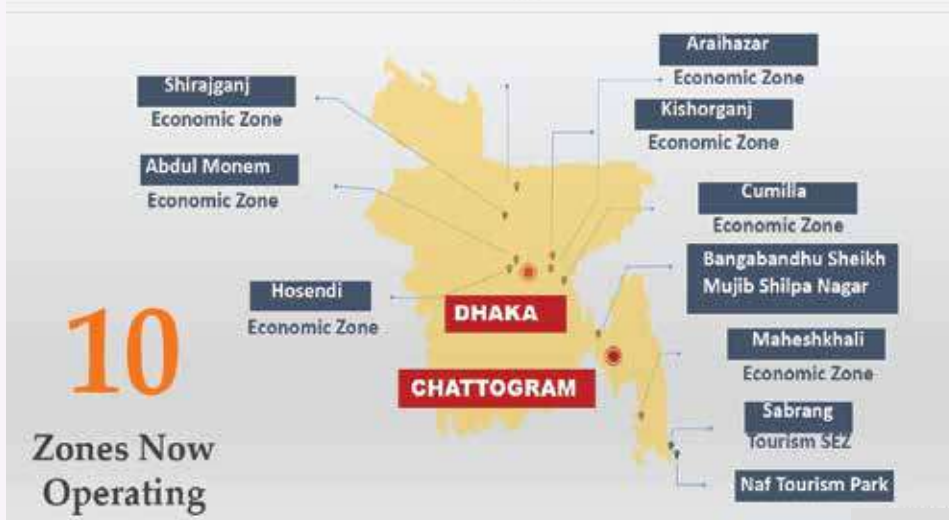 Araihazar
Economic Zone
Shirajganj
Economic Zone
Kishorganj
Economic Zone
Abdul Monem
Economic Zone
Cumilla
Economic Zone
Bangabandhu Sheikh
Mujib Shilpa Nagar
Hosendi
Economic Zone
DHAKA
10
Zones Now
Operating
CHATTOGRAM
Maheshkhali
Economic Zone
Sabrang
Tourism SEZ
Naf Tourism Park